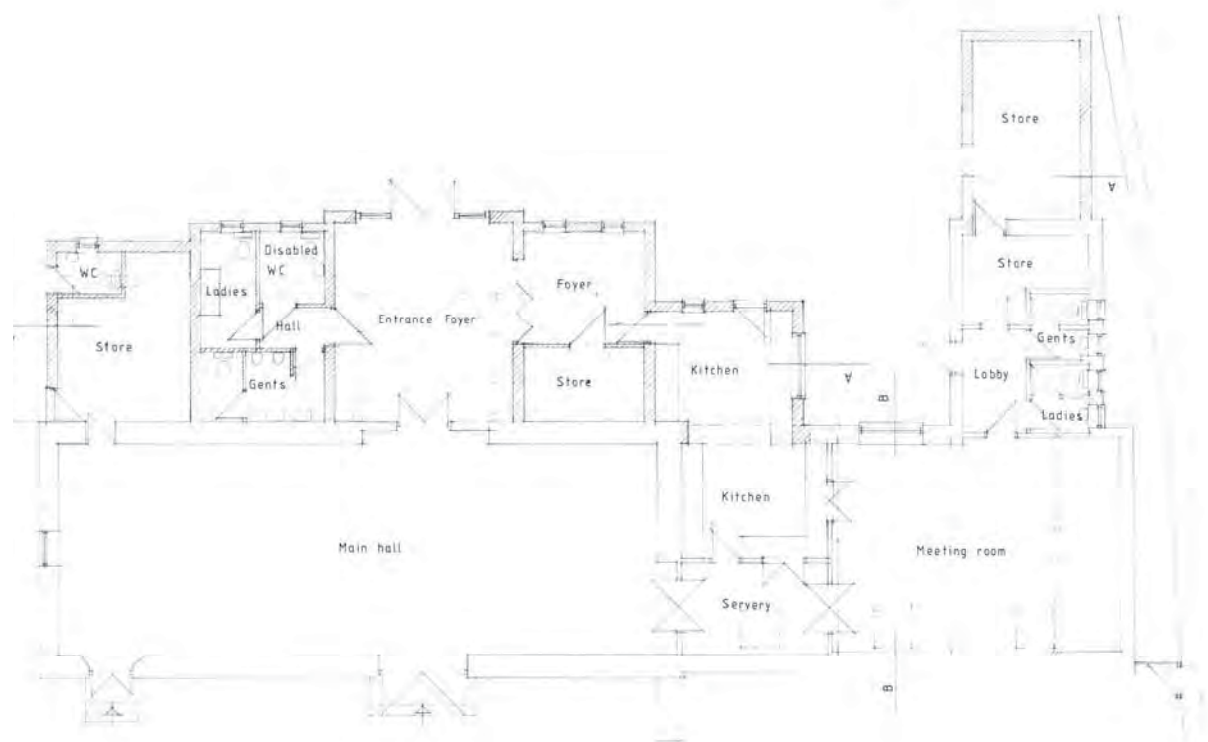 Store
A
Disabled
WC
WC
Ladies
Foyer
Store
Hall
Entrance Foyer
Store
Gents
Gents
Store
Kitchen
A
Lobby
B
Ladies
Kitchen
Main hall
Meeting room
Servery
B